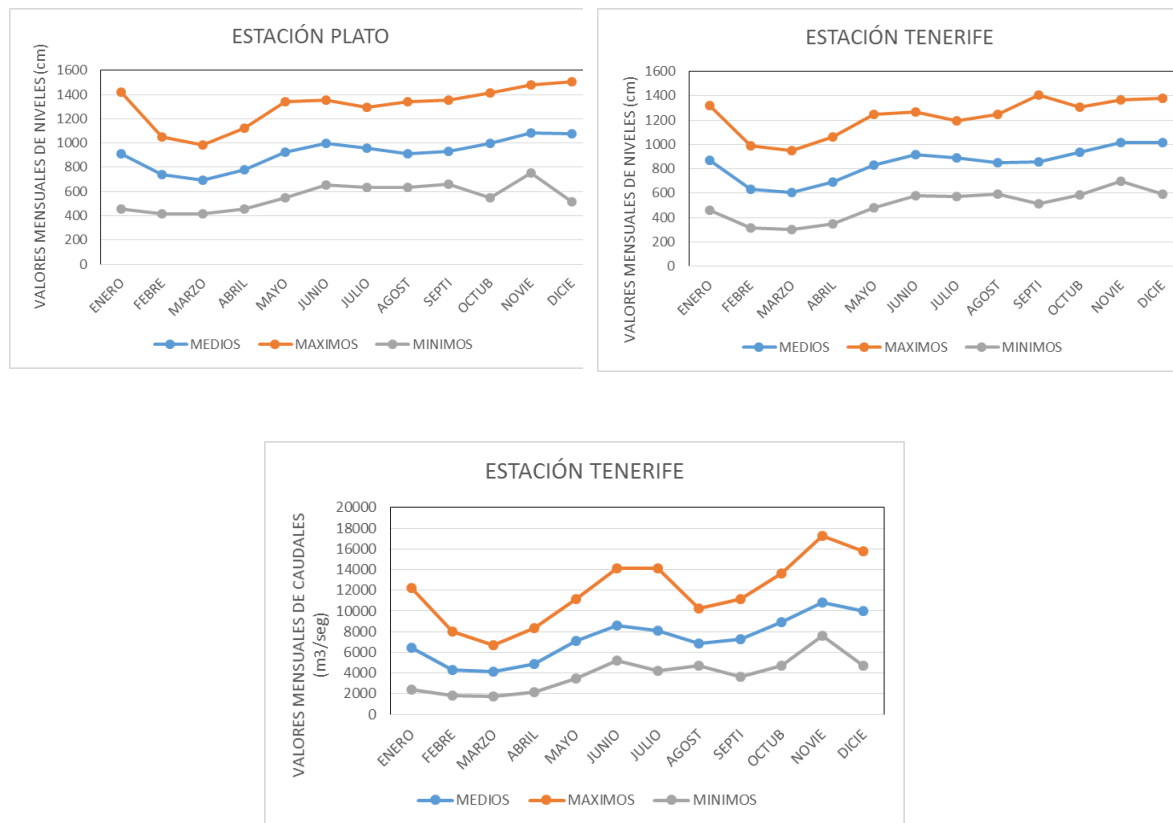 ESTACIÓN PLATO
VALORES MENSUALES DE NIVELES (cm)
1600
1400
1200
1000
800
600
400
200
0
ENERO FEBRE MARZO ABRIL MAYO JUNIO JULIO AGOST SEPTI OCTUB NOVIE DICIE
MEDIOS MAXIMOS MINIMOS
ESTACIÓN TENERIFE
VALORES MENSUALES DE NIVELES (cm)
1600
1400
1200
1000
800
600
400
200
0
ENERO FEBRE MARZO ABRIL MAYO JUNIO JULIO AGOST SEPTI OCTUB NOVIE DICIE
MEDIOS MAXIMOS MINIMOS
ESTACIÓN TENERIFE
VALORES MENSUALES DE CAUDALES
(m3/seg)
20000
18000
16000
14000
12000
10000
8000
6000
4000
2000
0
ENERO FEBRE MARZO ABRIL MAYO JUNIO JULIO AGOST SEPTI OCTUB NOVIE DICIE
MEDIOS MAXIMOS MINIMOS